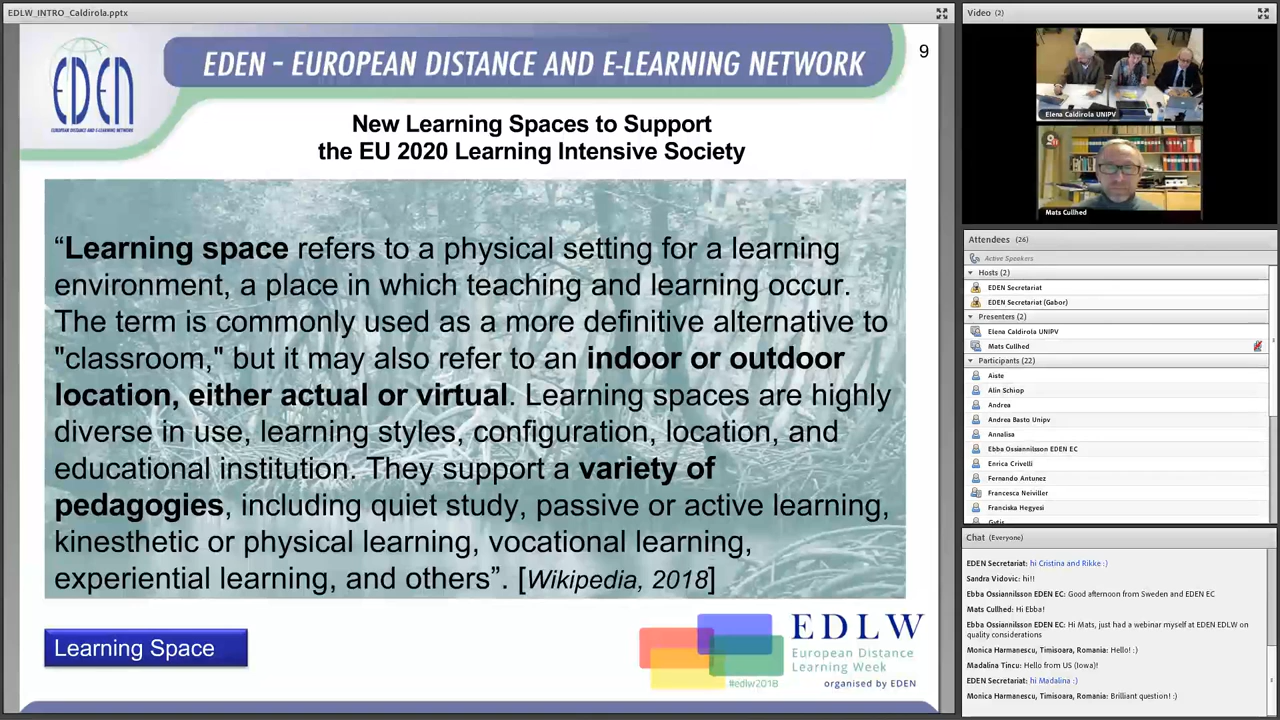 EDLW_INTRO_Caldirola.pptx
EDEN
EUROPEAN DISTANCE AND E-LEARNING NETWORK
EDEN - EUROPEAN DISTANCE AND E-LEARNING NETWORK
9
New Learning Spaces to Support
the EU 2020 Learning Intensive Society
“Learning space refers to a physical setting for a learning
environment, a place in which teaching and learning occur.
The term is commonly used as a more definitive alternative to
"classroom," but it may also refer to an indoor or outdoor
location, either actual or virtual. Learning spaces are highly
diverse in use, learning styles, configuration, location, and
educational institution. They support a variety of
pedagogies, including quiet study, passive or active learning,
kinesthetic or physical learning, vocational learning,
experiential learning, and others”. [Wikipedia, 2018]
Learning Space
EDLW
European Distance
Learning Week
#edlw2018
organised by EDEN
Video (2)
Elena Caldirola UNIPV
Mats Cullhed
Attendees (26)
Active Speakers
Hosts (2)
EDEN Secretariat
EDEN Secretariat (Gabor)
Presenters (2)
Elena Caldirola UNIPV
Mats Cullhed
Participants (22)
Aiste
Alin Schiop
Andrea
Andrea Basto Unipv
Annalisa
Ebba Ossiannilsson EDEN EC
Enrica Crivelli
Fernando Antunez
Francesca Neiviller
Franciska Hegyesi
Gytis
Chat (Everyone)
EDEN Secretariat: hi Cristina and Rikke :)
Sandra Vidovic: hi!!
Ebba Ossiannilsson EDEN EC: Good afternoon from Sweden and EDEN EC
Mats Cullhed: Hi Ebba!
Ebba Ossiannilsson EDEN EC: Hi Mats, just had a webinar myself at EDEN EDLW on
quality considerations
Monica Harmanescu, Timisoara, Romania: Hello! :)
Madalina Tincu: Hello from US (Iowa)!
EDEN Secretariat: hi Madalina :)
Monica Harmanescu, Timisoara, Romania: Brilliant question! :)